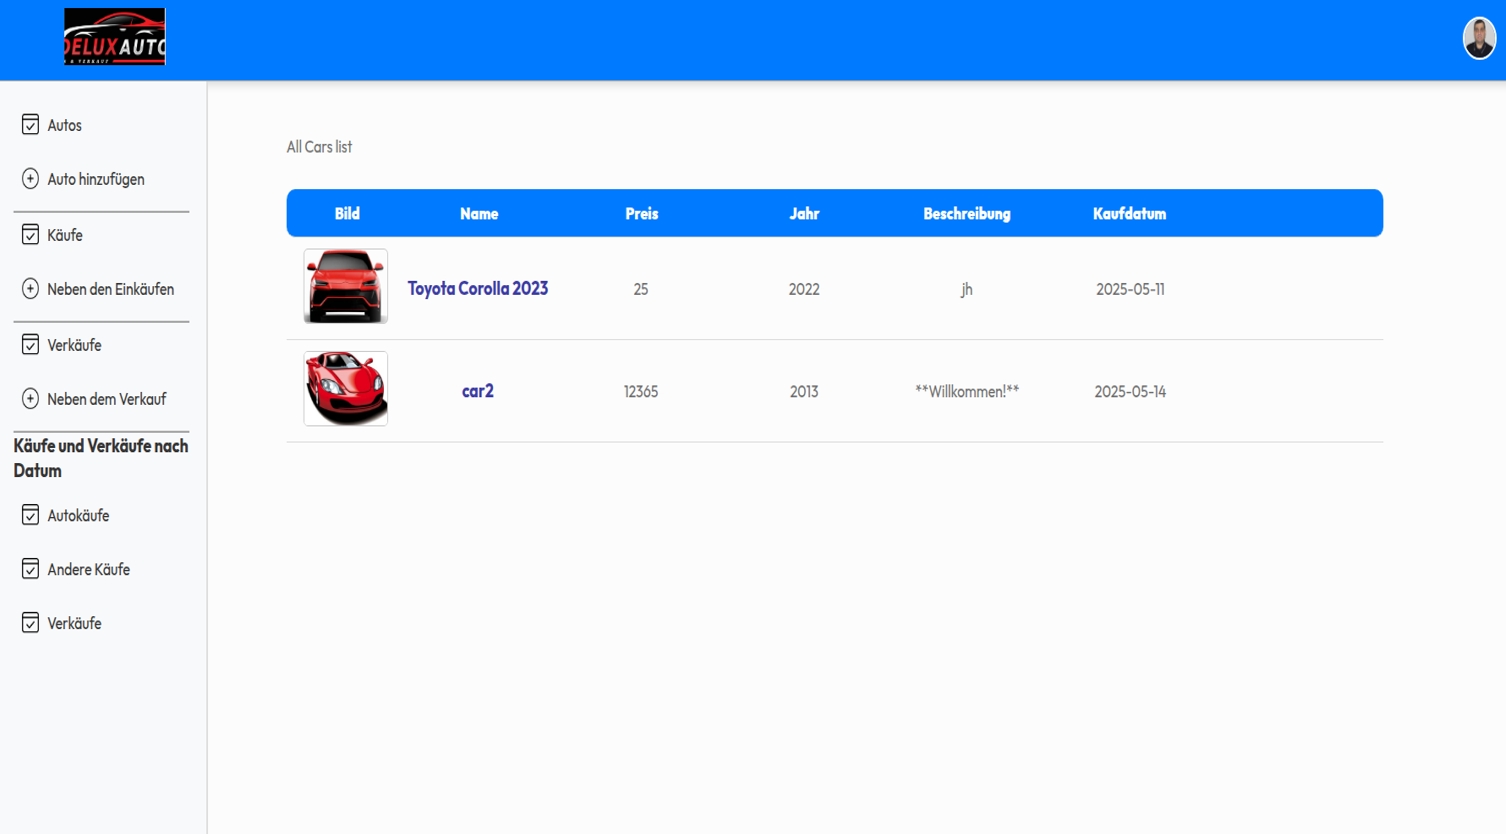 DELUXAUTO
& VERKAUF
Autos
Auto hinzufügen
Käufe
Neben den Einkäufen
Verkäufe
Neben dem Verkauf
Käufe und Verkäufe nach
Datum
Autokäufe
Andere Käufe
Verkäufe
All Cars list
Bild Name Preis Jahr Beschreibung Kaufdatum
Toyota Corolla 2023 25 2022 jh 2025-05-11
car2 12365 2013 **Willkommen!** 2025-05-14